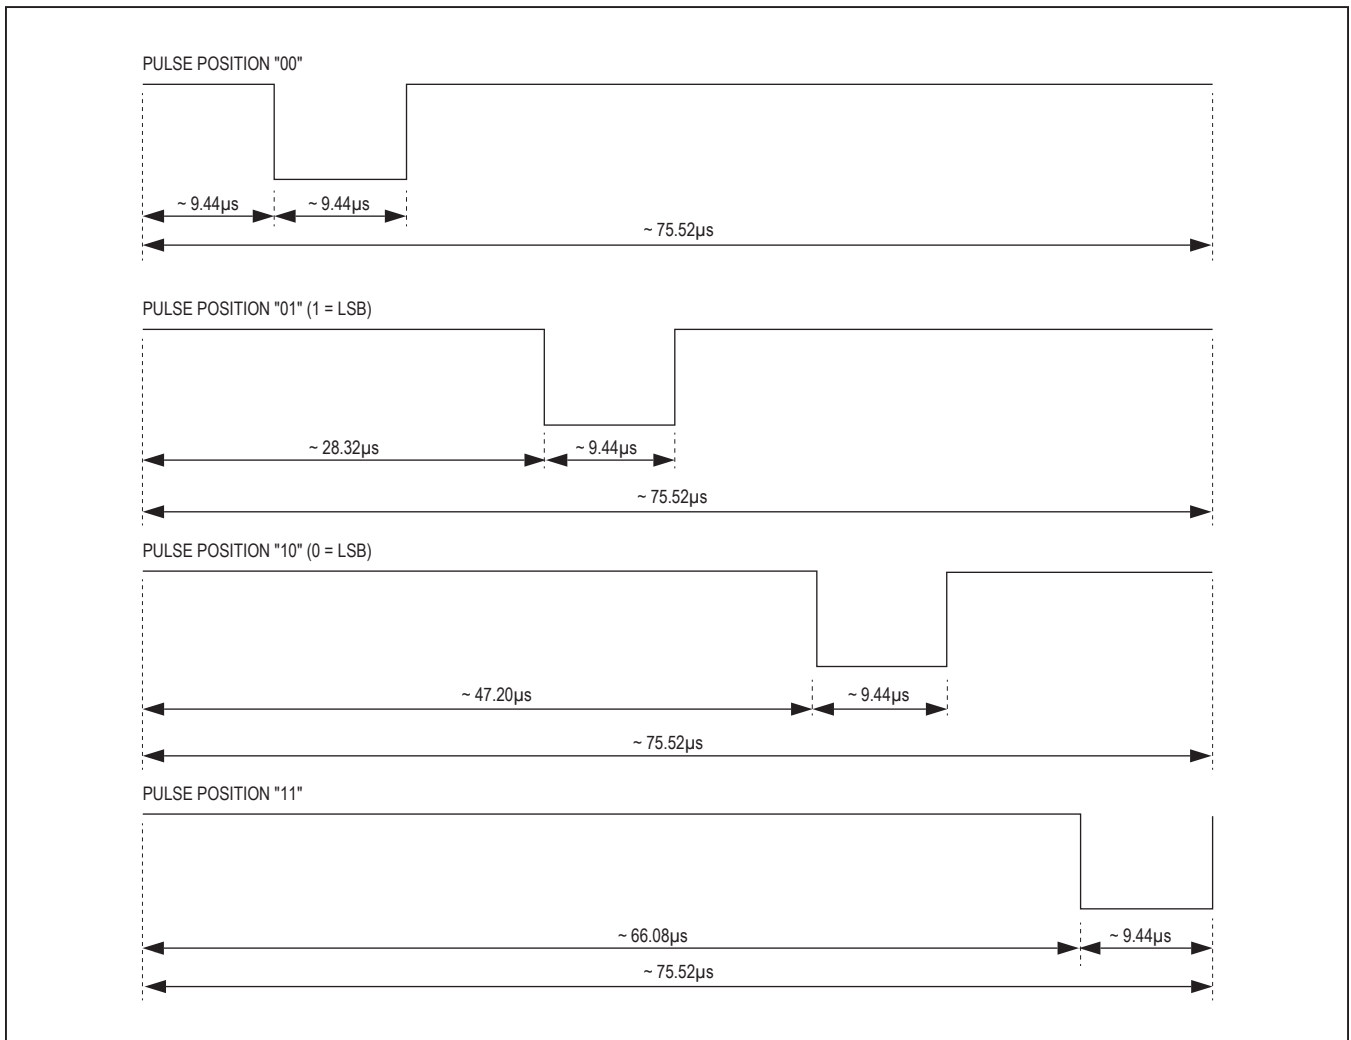 PULSE POSITION "00"
~ 9.44µs
~ 9.44µs
~ 75.52µs
PULSE POSITION "01" (1 = LSB)
~ 28.32µs
~ 9.44µs
~ 75.52µs
PULSE POSITION "10" (0 = LSB)
~ 47.20µs
~ 9.44µs
~ 75.52µs
PULSE POSITION "11"
~ 66.08µs
~ 9.44µs
~ 75.52µs